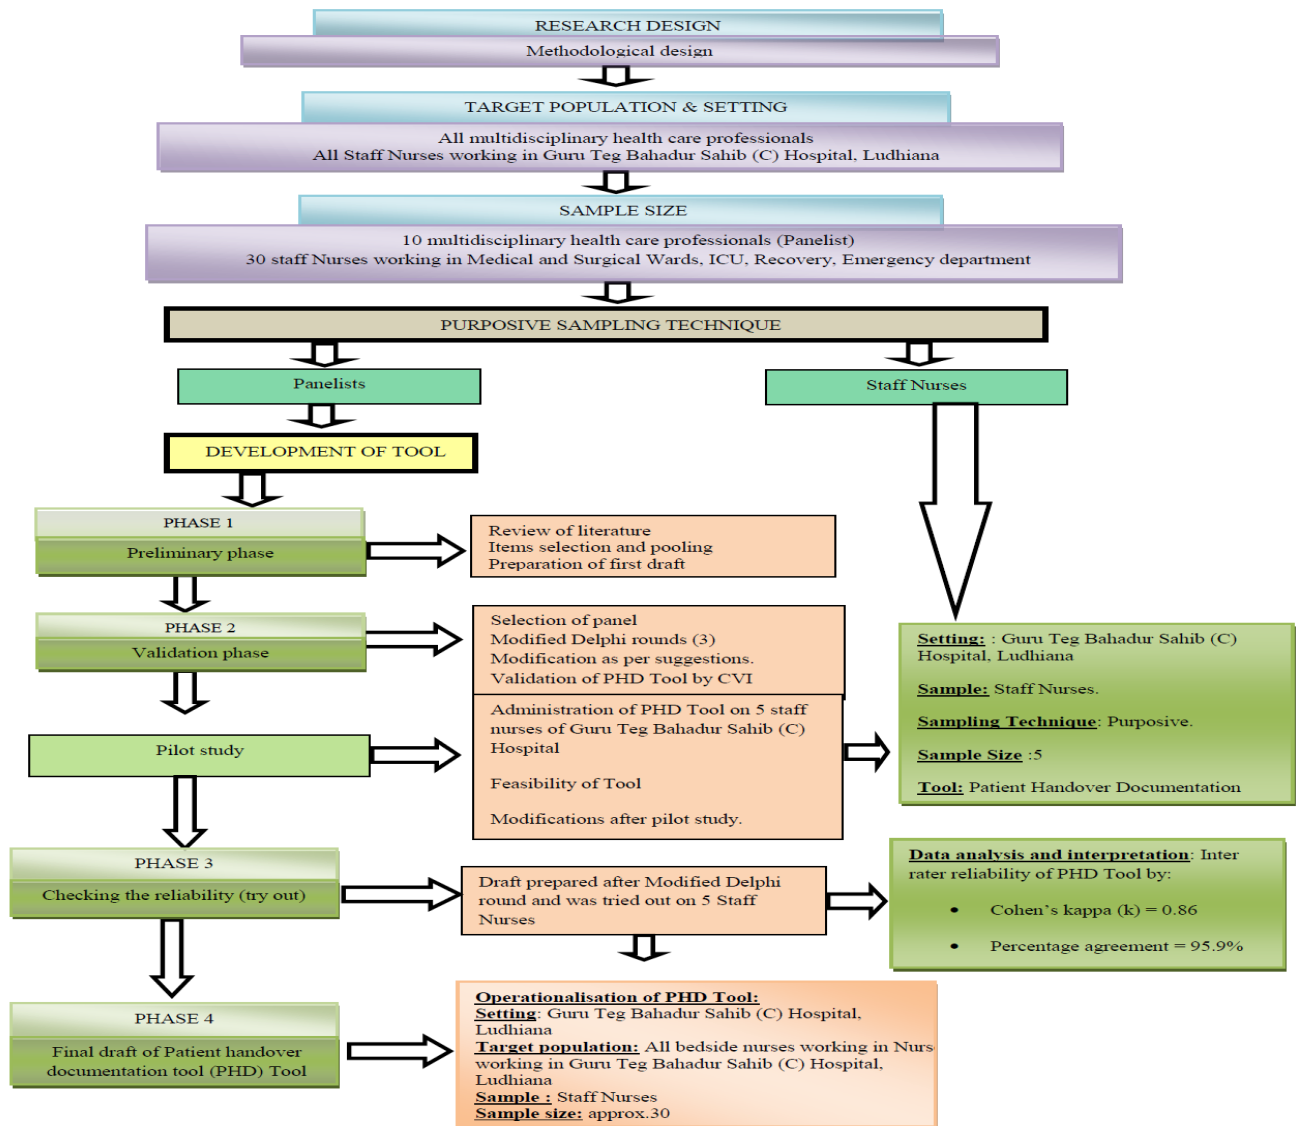 RESEARCH DESIGN
Methodological design
TARGET POPULATION & SETTING
All multidisciplinary health care professionals
All Staff Nurses working in Guru Teg Bahadur Sahib (C) Hospital, Ludhiana
SAMPLE SIZE
10 multidisciplinary health care professionals (Panelist)
30 staff Nurses working in Medical and Surgical Wards, ICU, Recovery, Emergency department
PURPOSIVE SAMPLING TECHNIQUE
Panelists
Staff Nurses
DEVELOPMENT OF TOOL
PHASE 1
Preliminary phase
Review of literature
Items selection and pooling
Preparation of first draft
PHASE 2
Validation phase
Selection of panel
Modified Delphi rounds (3)
Modification as per suggestions.
Validation of PHD Tool by CVI
Pilot study
Administration of PHD Tool on 5 staff
nurses of Guru Teg Bahadur Sahib (C)
Hospital
Feasibility of Tool
Modifications after pilot study.
Setting: : Guru Teg Bahadur Sahib (C)
Hospital, Ludhiana
Sample: Staff Nurses.
Sampling Technique: Purposive.
Sample Size :5
Tool: Patient Handover Documentation
PHASE 3
Checking the reliability (try out)
Draft prepared after Modified Delphi
round and was tried out on 5 Staff
Nurses
Data analysis and interpretation: Inter
rater reliability of PHD Tool by:
• Cohen's kappa (k) = 0.86
• Percentage agreement = 95.9%
PHASE 4
Final draft of Patient handover
documentation tool (PHD) Tool
Operationalisation of PHD Tool:
Setting: Guru Teg Bahadur Sahib (C) Hospital,
Ludhiana
Target population: All bedside nurses working in Nurs
working in Guru Teg Bahadur Sahib (C) Hospital,
Ludhiana
Sample : Staff Nurses
Sample size: approx.30